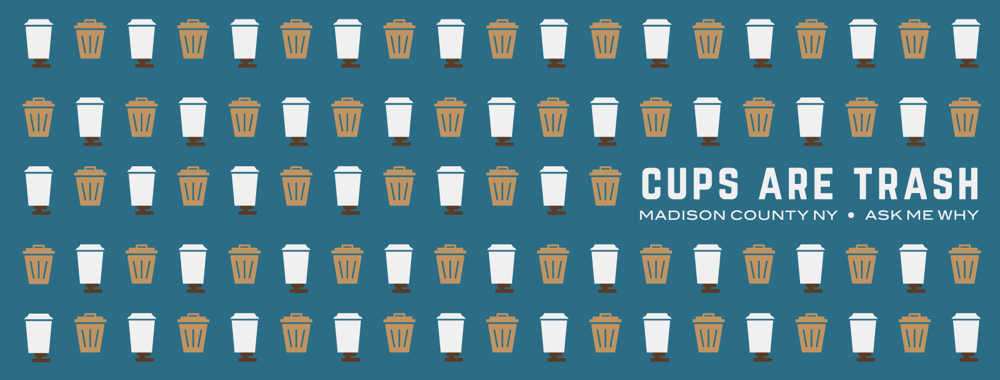 CUPS ARE TRASH
MADISON COUNTY NY • ASK ME WHY